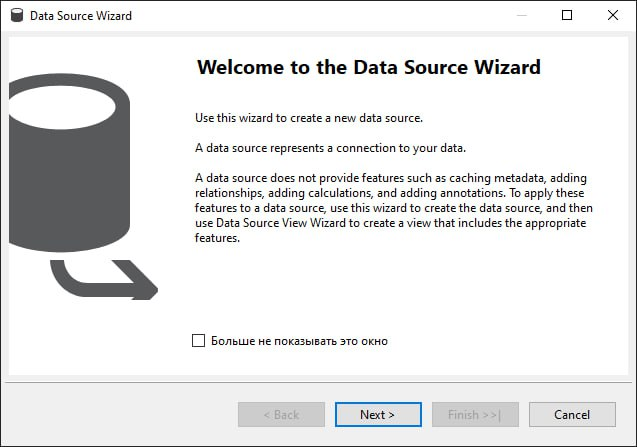 Data Source Wizard
Welcome to the Data Source Wizard
Use this wizard to create a new data source.
A data source represents a connection to your data.
A data source does not provide features such as caching metadata, adding
relationships, adding calculations, and adding annotations. To apply these
features to a data source, use this wizard to create the data source, and then
use Data Source View Wizard to create a view that includes the appropriate
features.
Больше не показывать это окно
< Back
Next >
Finish >>|
Cancel